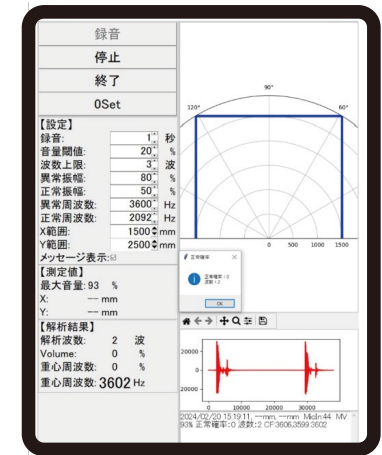 録音
停止
終了
0Set
【設定】
録音: 1 秒
音量閾値: 20 %
波数上限: 3 波
異常振幅: 80 %
正常振幅: 50 %
異常周波数: 3600 Hz
正常周波数: 2092 Hz
X範囲: 1500 mm
Y範囲: 2500 mm
メッセージ表示:
【測定値】
最大音量: 93 %
X: -- mm
Y: -- mm
【解析結果】
解析波数: 2 波
Volume: 0 %
重心周波数: 0 %
重心周波数: 3602 Hz
90°
120°
60°
0 500 1000 1500
正常確率 ×
正常確率:0
波数:2
OK
20000
0
20000
0 10000 20000 30000
2024/02/20 15:19:11, --mm, --mm MicIn:44 MV:
93% 正常確率:0 波数:2 CF:3606,3599 3602